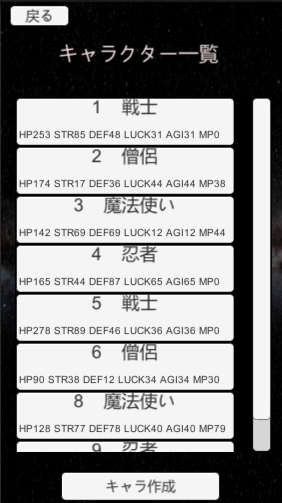 戻る
キャラクター一覧
1 戦士
HP253 STR85 DEF48 LUCK31 AGI31 MP0
2 僧侶
HP174 STR17 DEF36 LUCK44 AGI44 MP38
3 魔法使い
HP142 STR69 DEF69 LUCK12 AGI12 MP44
4 忍者
HP165 STR44 DEF87 LUCK65 AGI65 MP0
5 戦士
HP278 STR89 DEF46 LUCK36 AGI36 MP0
6 僧侶
HP90 STR38 DEF12 LUCK34 AGI34 MP30
8 魔法使い
HP128 STR77 DEF78 LUCK40 AGI40 MP79
9 忍者
キャラ作成